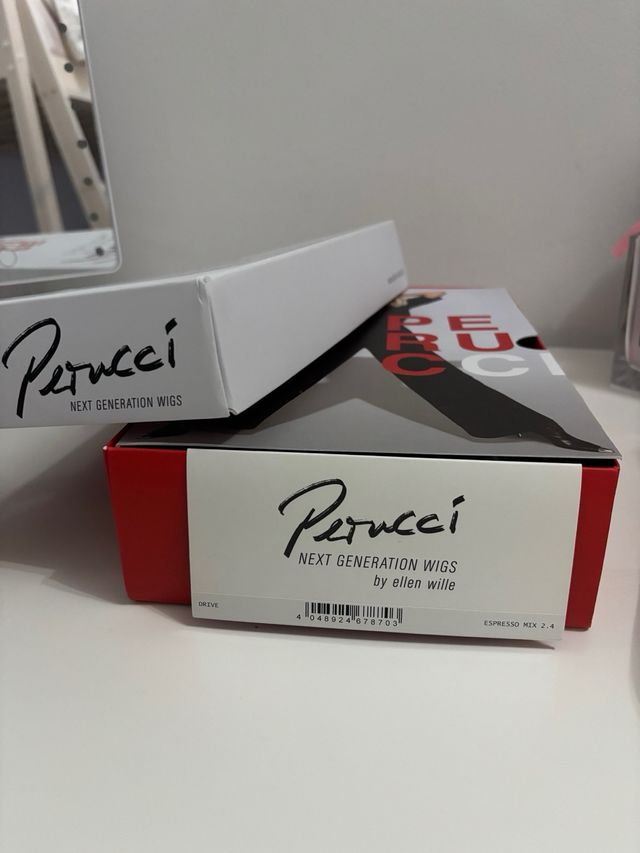 Perucci
NEXT GENERATION WIGS
PE
RU
CCI
Perucci
NEXT GENERATION WIGS
by ellen wille
DRIVE
4 048924 678703
ESPRESSO MIX 2.4